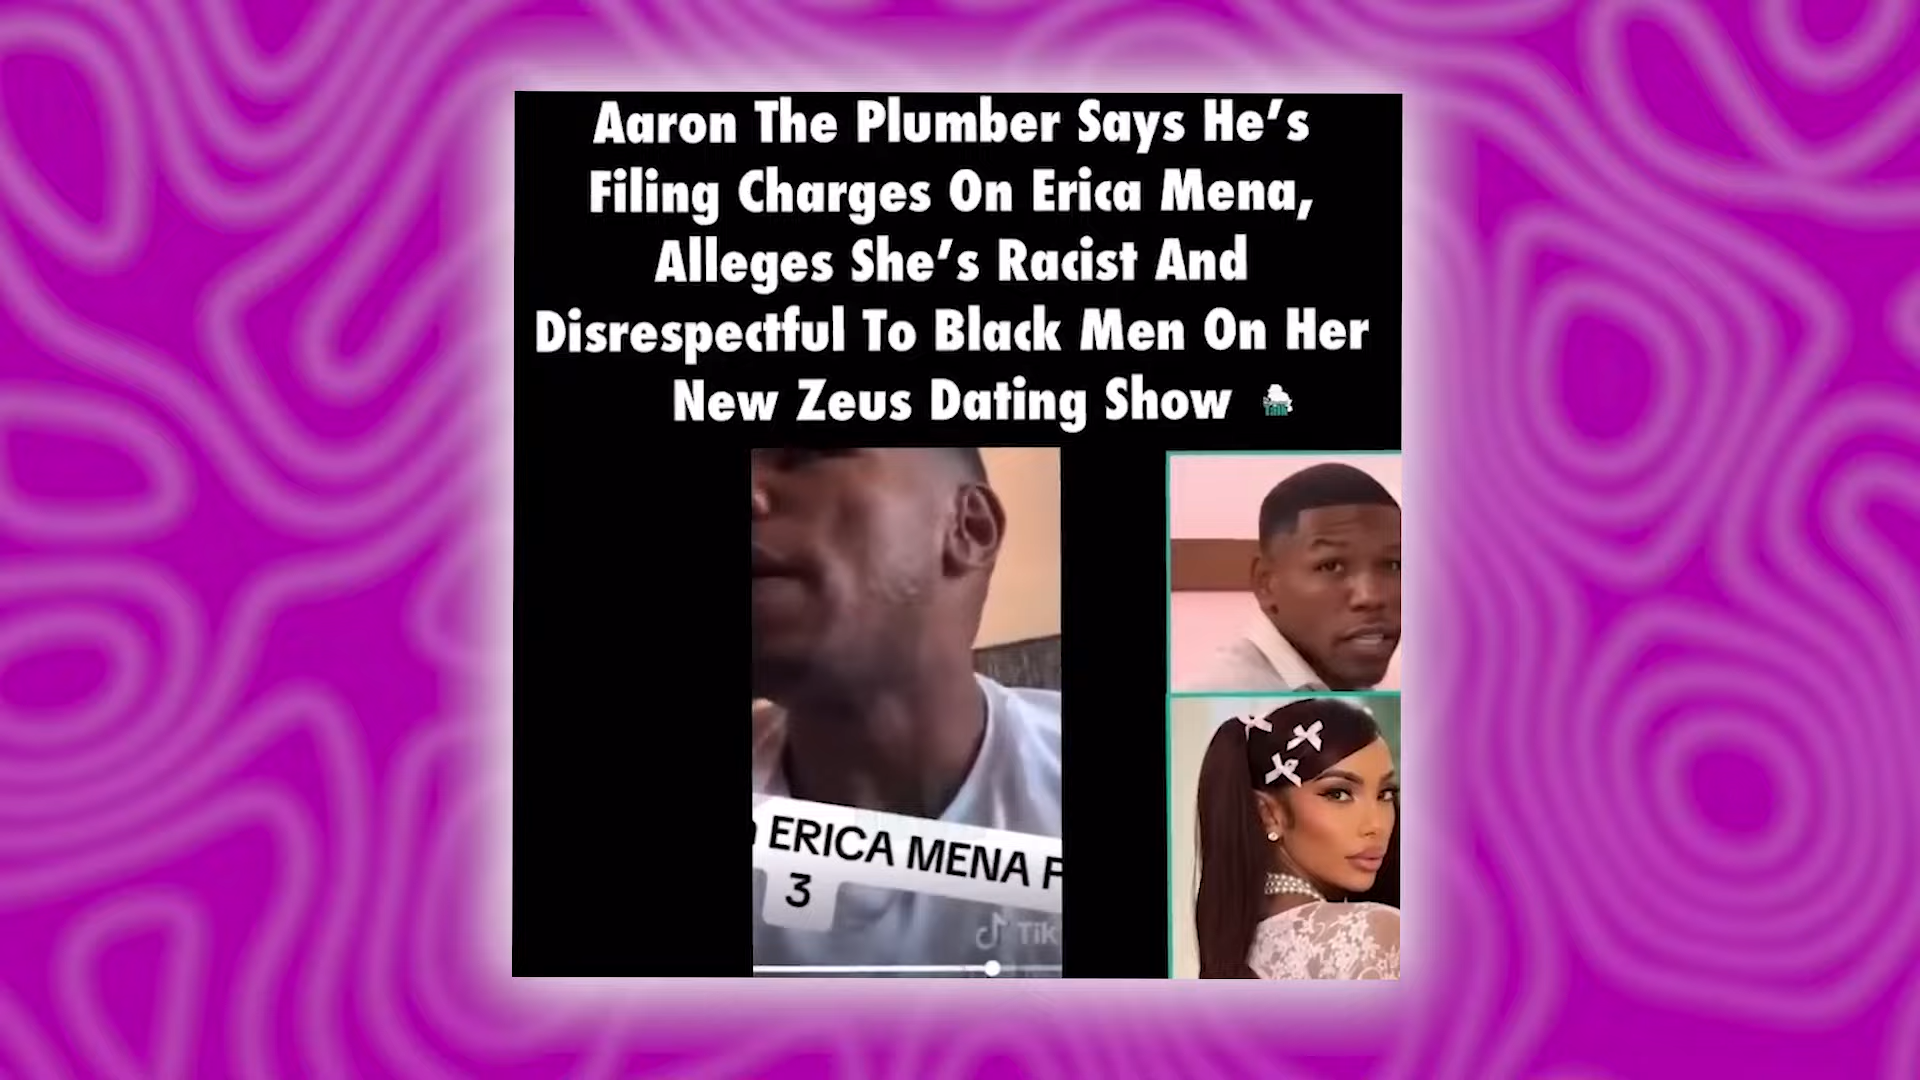 Aaron The Plumber Says He's
Filing Charges On Erica Mena,
Alleges She's Racist And
Disrespectful To Black Men On Her
New Zeus Dating Show
ERICA MENA
3
Tik